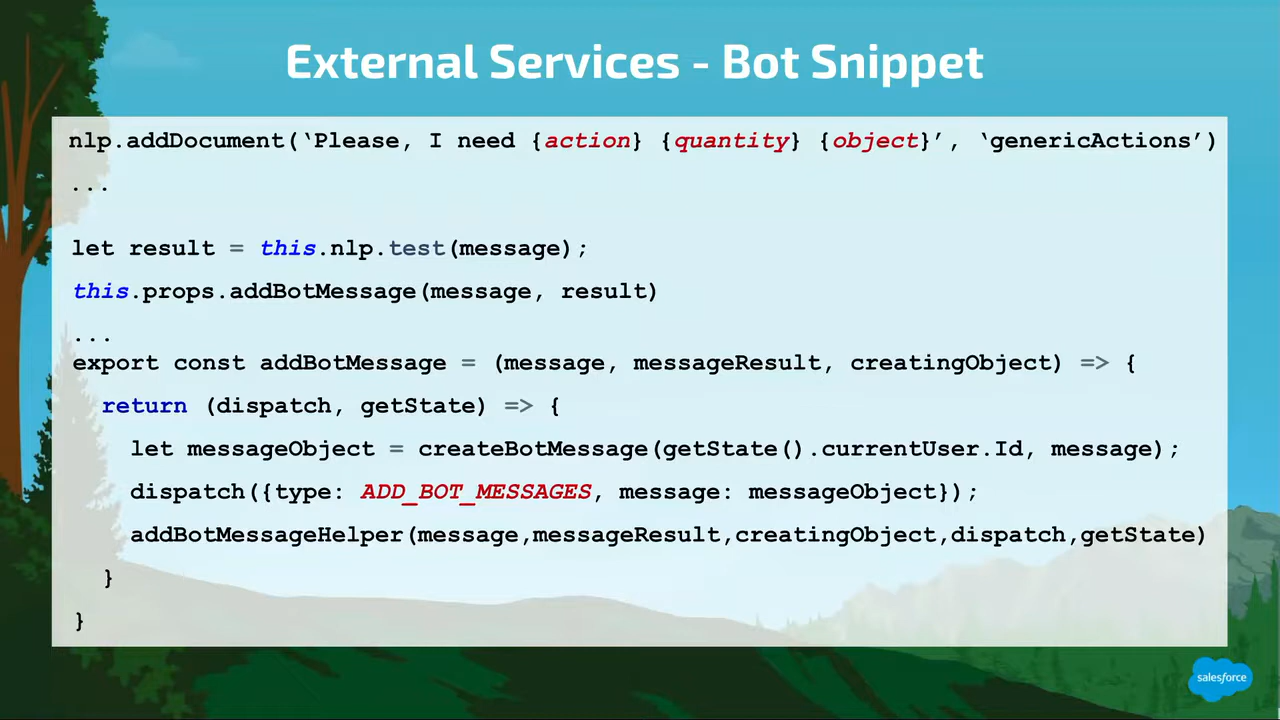 External Services - Bot Snippet
nlp.addDocument(‘Please, I need {action} {quantity} {object}’, ‘genericActions’)
...
let result = this.nlp.test(message);
this.props.addBotMessage(message, result)
...
export const addBotMessage = (message, messageResult, creatingObject) => {
return (dispatch, getState) => {
let messageObject = createBotMessage(getState().currentUser.Id, message);
dispatch({type: ADD_BOT_MESSAGES, message: messageObject});
addBotMessageHelper(message,messageResult,creatingObject,dispatch,getState)
}
}
salesforce